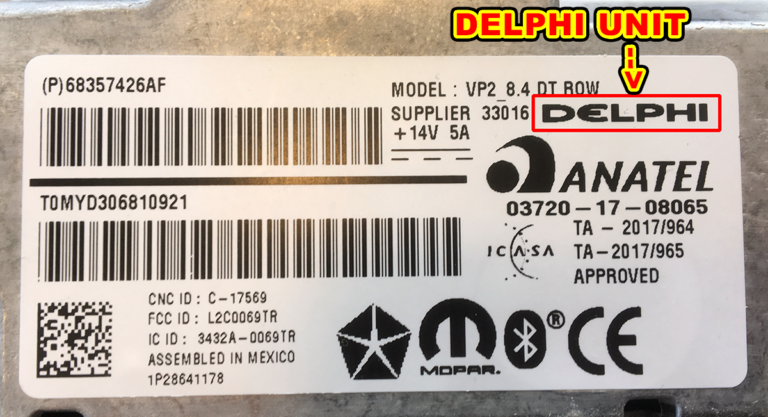 DELPHI UNIT
(P)68357426AF
MODEL : VP2_8.4 DT ROW
SUPPLIER 33016 DELPHI
+14V 5A
ANATEL
03720-17-08065
T0MYD306810921
TA - 2017/964
ICASA TA-2017/965
APPROVED
CNC ID : C-17569
FCC ID : L2C0069TR
IC ID : 3432A-0069TR
ASSEMBLED IN MEXICO
1P28641178
MOPAR.
® CE